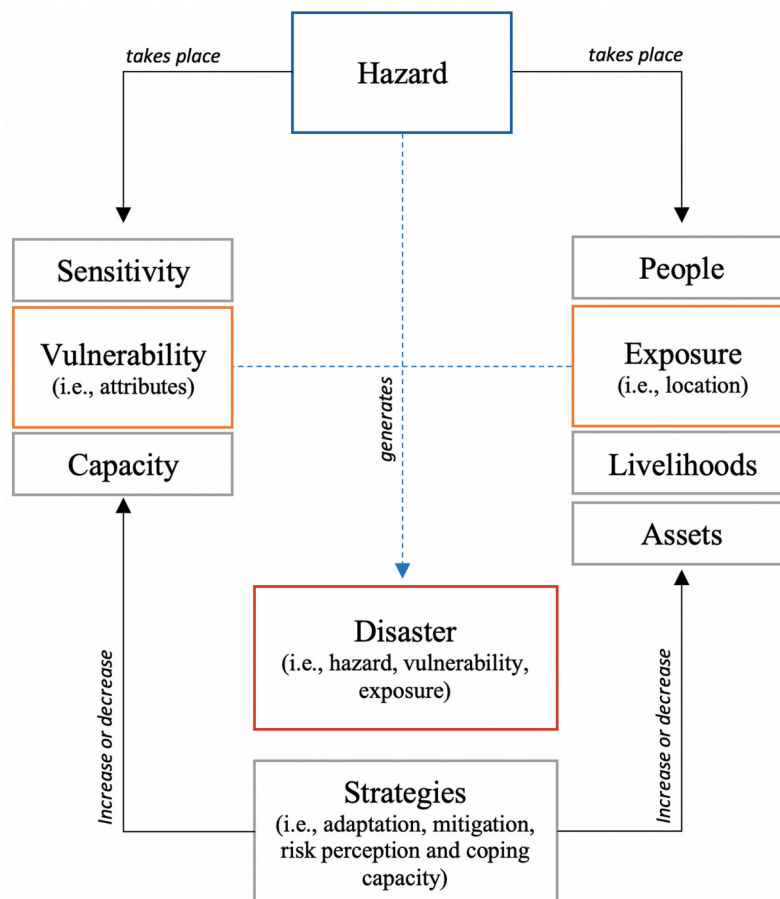 takes place
Hazard
takes place
Sensitivity
Vulnerability
(i.e., attributes)
Capacity
People
Exposure
(i.e., location)
Livelihoods
Assets
generates
Disaster
(i.e., hazard, vulnerability,
exposure)
Increase or decrease
Increase or decrease
Strategies
(i.e., adaptation, mitigation,
risk perception and coping
capacity)